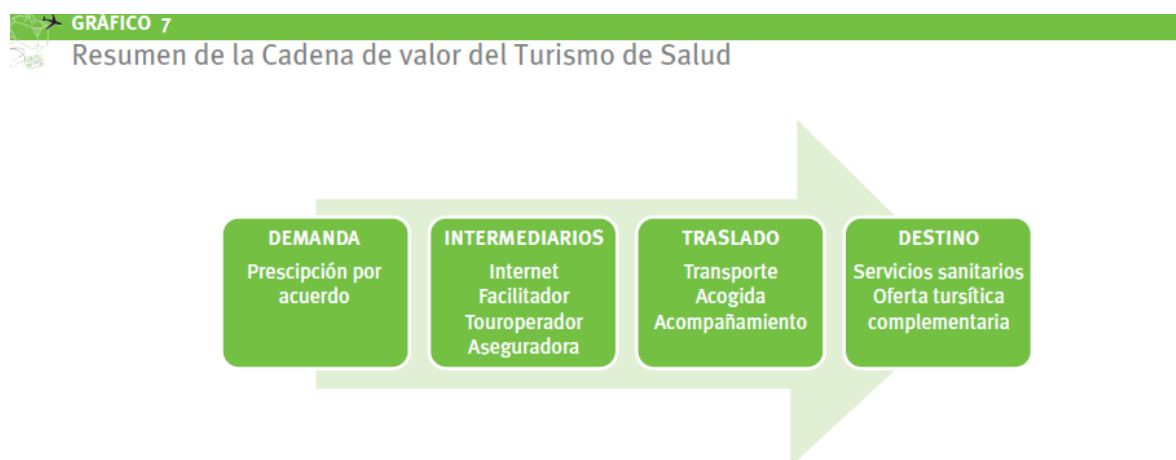 GRÁFICO 7
Resumen de la Cadena de valor del Turismo de Salud
DEMANDA
Prescipción por
acuerdo
INTERMEDIARIOS
Internet
Facilitador
Touroperador
Aseguradora
TRASLADO
Transporte
Acogida
Acompañamiento
DESTINO
Servicios sanitarios
Oferta tursítica
complementaria